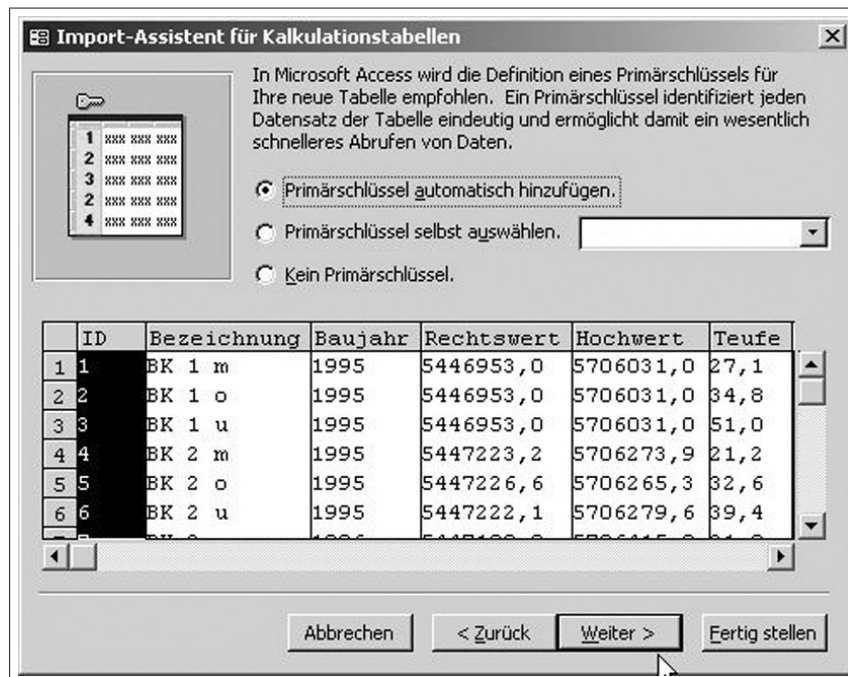 Import-Assistent für Kalkulationstabellen
In Microsoft Access wird die Definition eines Primärschlüssels für
Ihre neue Tabelle empfohlen. Ein Primärschlüssel identifiziert jeden
Datensatz der Tabelle eindeutig und ermöglicht damit ein wesentlich
schnelleres Abrufen von Daten.
1 xxx xxx xxx
2 xxx xxx xxx
3 xxx xxx xxx
2 xxx xxx xxx
4 xxx xxx xxx
Primärschlüssel automatisch hinzufügen.
Primärschlüssel selbst auswählen.
Kein Primärschlüssel.
ID Bezeichnung Baujahr Rechtswert Hochwert Teufe
1 1 BK 1 m 1995 5446953,0 5706031,0 27,1
2 2 BK 1 o 1995 5446953,0 5706031,0 34,8
3 3 BK 1 u 1995 5446953,0 5706031,0 51,0
4 4 BK 2 m 1995 5447223,2 5706273,9 21,2
5 5 BK 2 o 1995 5447226,6 5706265,3 32,6
6 6 BK 2 u 1995 5447222,1 5706279,6 39,4
Abbrechen < Zurück Weiter > Fertig stellen